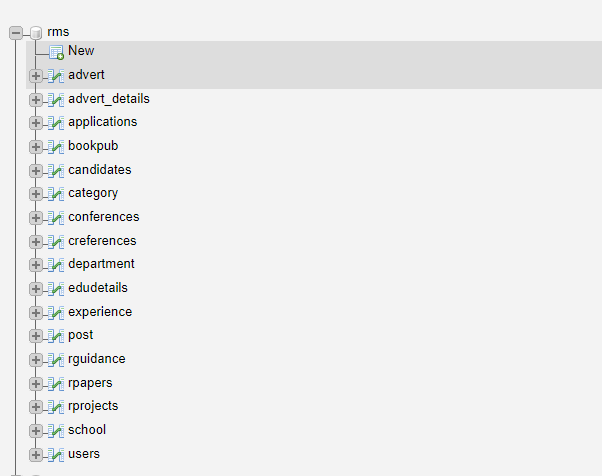 rms
New
advert
advert_details
applications
bookpub
candidates
category
conferences
creferences
department
edudetails
experience
post
rguidance
rpapers
rprojects
school
users